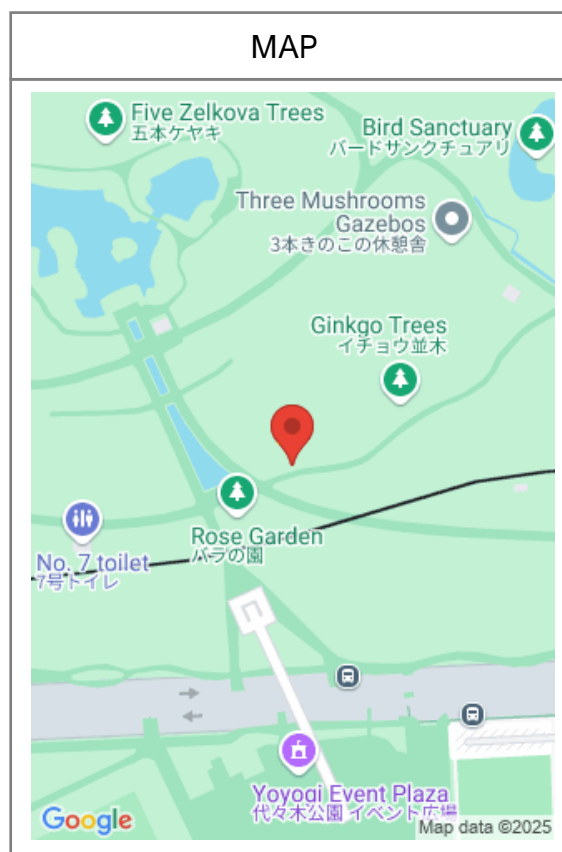 MAP
Five Zelkova Trees
五本ケヤキ
Bird Sanctuary
バードサンクチュアリ
Three Mushrooms
Gazebos
3本きのこの休憩舎
Ginkgo Trees
イチョウ並木
Rose Garden
バラの園
No. 7 toilet
7号トイレ
Yoyogi Event Plaza
代々木公園 イベント広場
Google
Map data ©2025